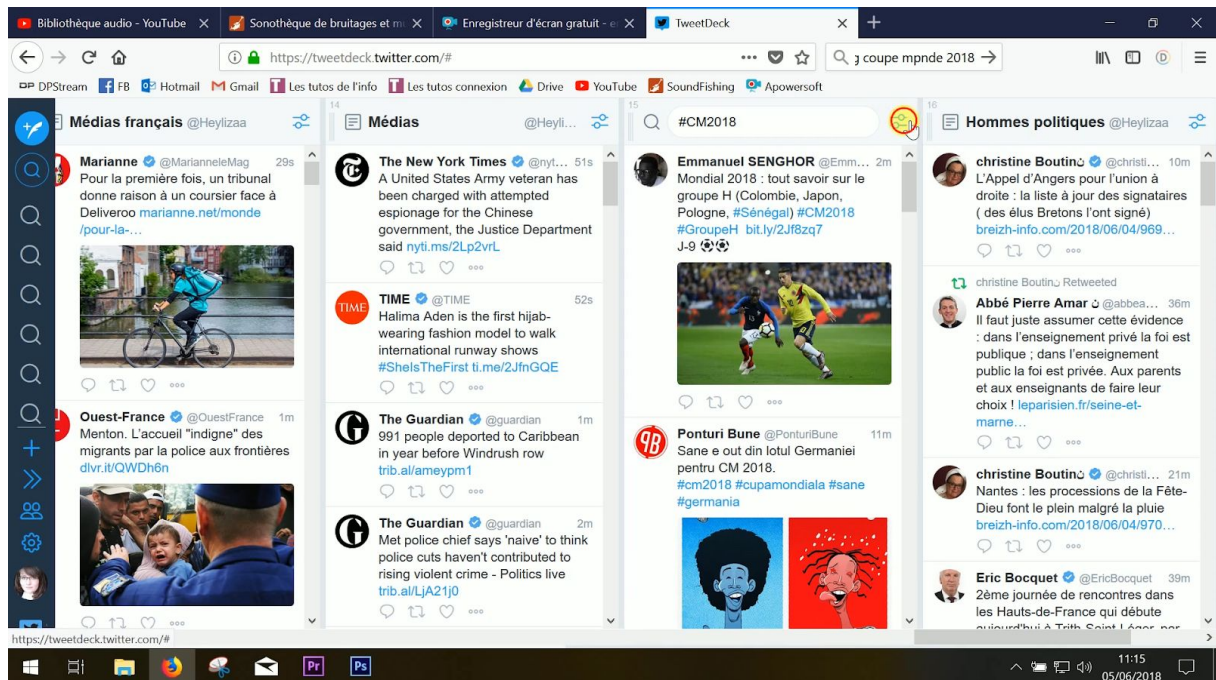 Bibliothèque audio - YouTube
Sonothèque de bruitages et m
Enregistreur d'écran gratuit - e
TweetDeck
https://tweetdeck.twitter.com/#
coupe mpnde 2018
DP DPStream
FB
Hotmail
Gmail
Les tutos de l'info
Les tutos connexion
Drive
YouTube
SoundFishing
Apowersoft
Médias français @Heylizaa
Marianne @MarianneleMag 29s
Pour la première fois, un tribunal
donne raison à un coursier face à
Deliveroo marianne.net/monde
/pour-la-…
Ouest-France @OuestFrance 1m
Menton. L'accueil "indigne" des
migrants par la police aux frontières
dlvr.it/QWDh6n
14
Médias @Heyli…
The New York Times @nyt… 51s
A United States Army veteran has
been charged with attempted
espionage for the Chinese
government, the Justice Department
said nyti.ms/2Lp2vrL
TIME
TIME @TIME 52s
Halima Aden is the first hijab-
wearing fashion model to walk
international runway shows
#SheIsTheFirst ti.me/2JfnGQE
The Guardian @guardian 1m
991 people deported to Caribbean
in year before Windrush row
trib.al/ameypm1
The Guardian @guardian 2m
Met police chief says 'naive' to think
police cuts haven't contributed to
rising violent crime - Politics live
trib.al/LjA21j0
15
#CM2018
Emmanuel SENGHOR @Emm… 2m
Mondial 2018 : tout savoir sur le
groupe H (Colombie, Japon,
Pologne, #Sénégal) #CM2018
#GroupeH bit.ly/2Jf8zq7
J-9 ⚽⚽
Ponturi Bune @PonturiBune 11m
Sane e out din lotul Germaniei
pentru CM 2018.
#cm2018 #cupamondiala #sane
#germania
16
Hommes politiques @Heylizaa
christine Boutin @christi… 10m
L'Appel d'Angers pour l'union à
droite : la liste à jour des signataires
( des élus Bretons l'ont signé)
breizh-info.com/2018/06/04/969…
christine Boutin Retweeted
Abbé Pierre Amar ن @abbea… 36m
Il faut juste assumer cette évidence
: dans l'enseignement privé la foi est
publique ; dans l'enseignement
public la foi est privée. Aux parents
et aux enseignants de faire leur
choix ! leparisien.fr/seine-et-
marne…
christine Boutin @christi… 21m
Nantes : les processions de la Fête-
Dieu font le plein malgré la pluie
breizh-info.com/2018/06/04/970…
Eric Bocquet @EricBocquet 39m
2ème journée de rencontres dans
les Hauts-de-France qui débute
aujourd'hui à Trith Saint-Léger, par
https://tweetdeck.twitter.com/#
Pr
Ps
11:15
05/06/2018